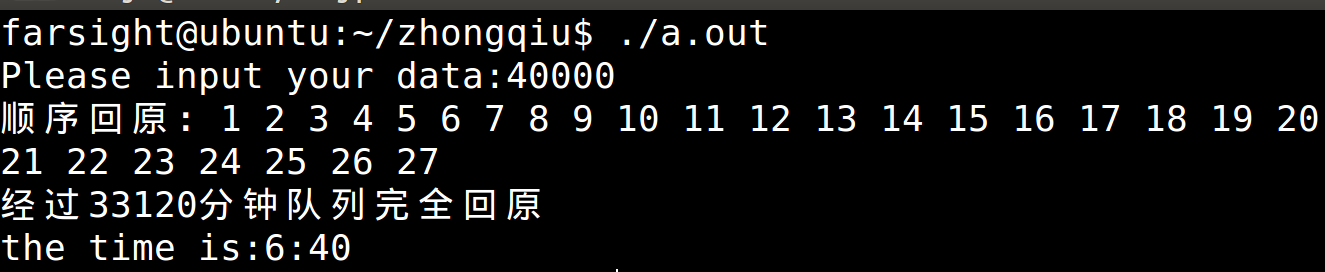 farsight@ubuntu:~/zhongqiu$ ./a.out
Please input your data:40000
顺序回原: 1 2 3 4 5 6 7 8 9 10 11 12 13 14 15 16 17 18 19 20
21 22 23 24 25 26 27
经过33120分钟队列完全回原
the time is:6:40